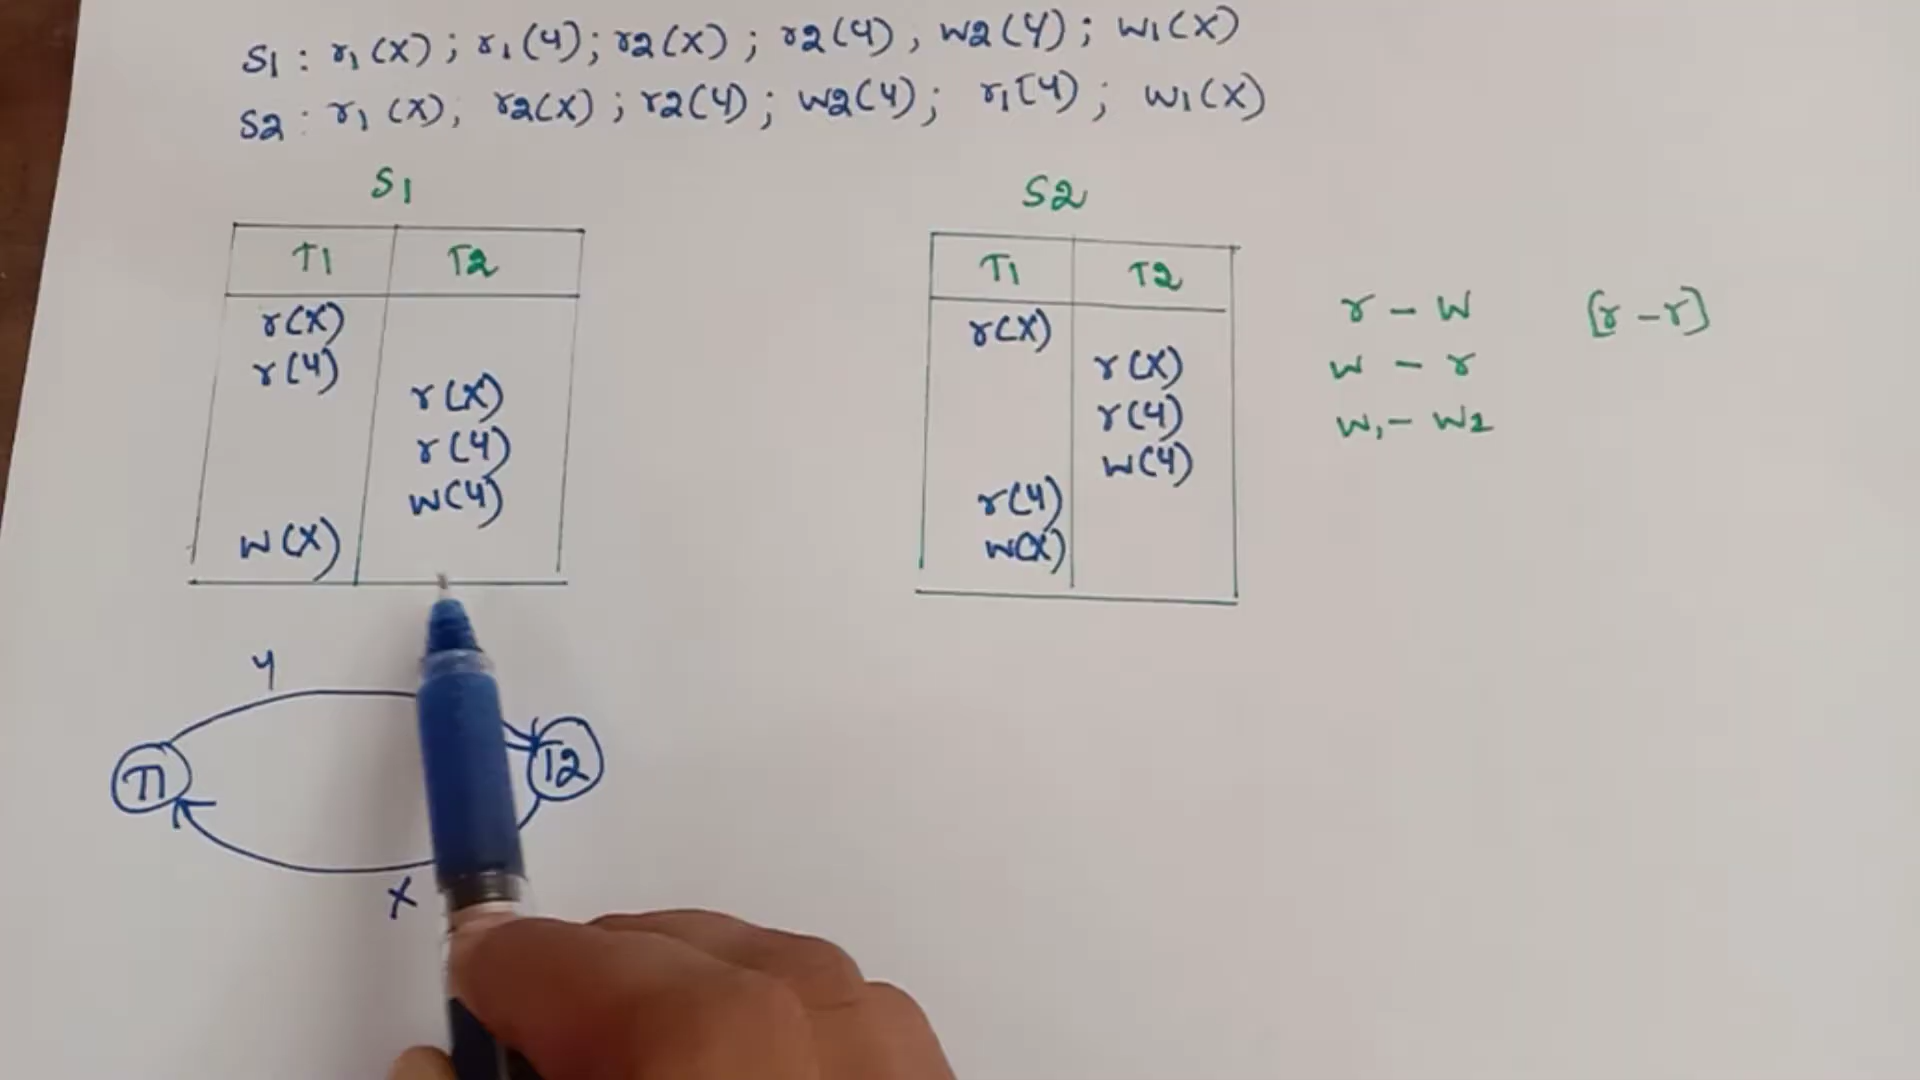 S1 : r1(X) ; r1(Y) ; r2(X) ; r2(Y) , W2(Y) ; W1(X)
S2 : r1(X), r2(X) ; r2(Y) ; W2(Y) ; r1[Y) ; W1(X)
S1
T1 T2
r(X)
r(Y)
r(X)
r(Y)
W(Y)
W(X)
S2
T1 T2
r(X)
r(X)
r(Y)
W(Y)
r(Y)
W(X)
r - W [r - r]
W - r
W1 - W2
Y
T1 T2
X